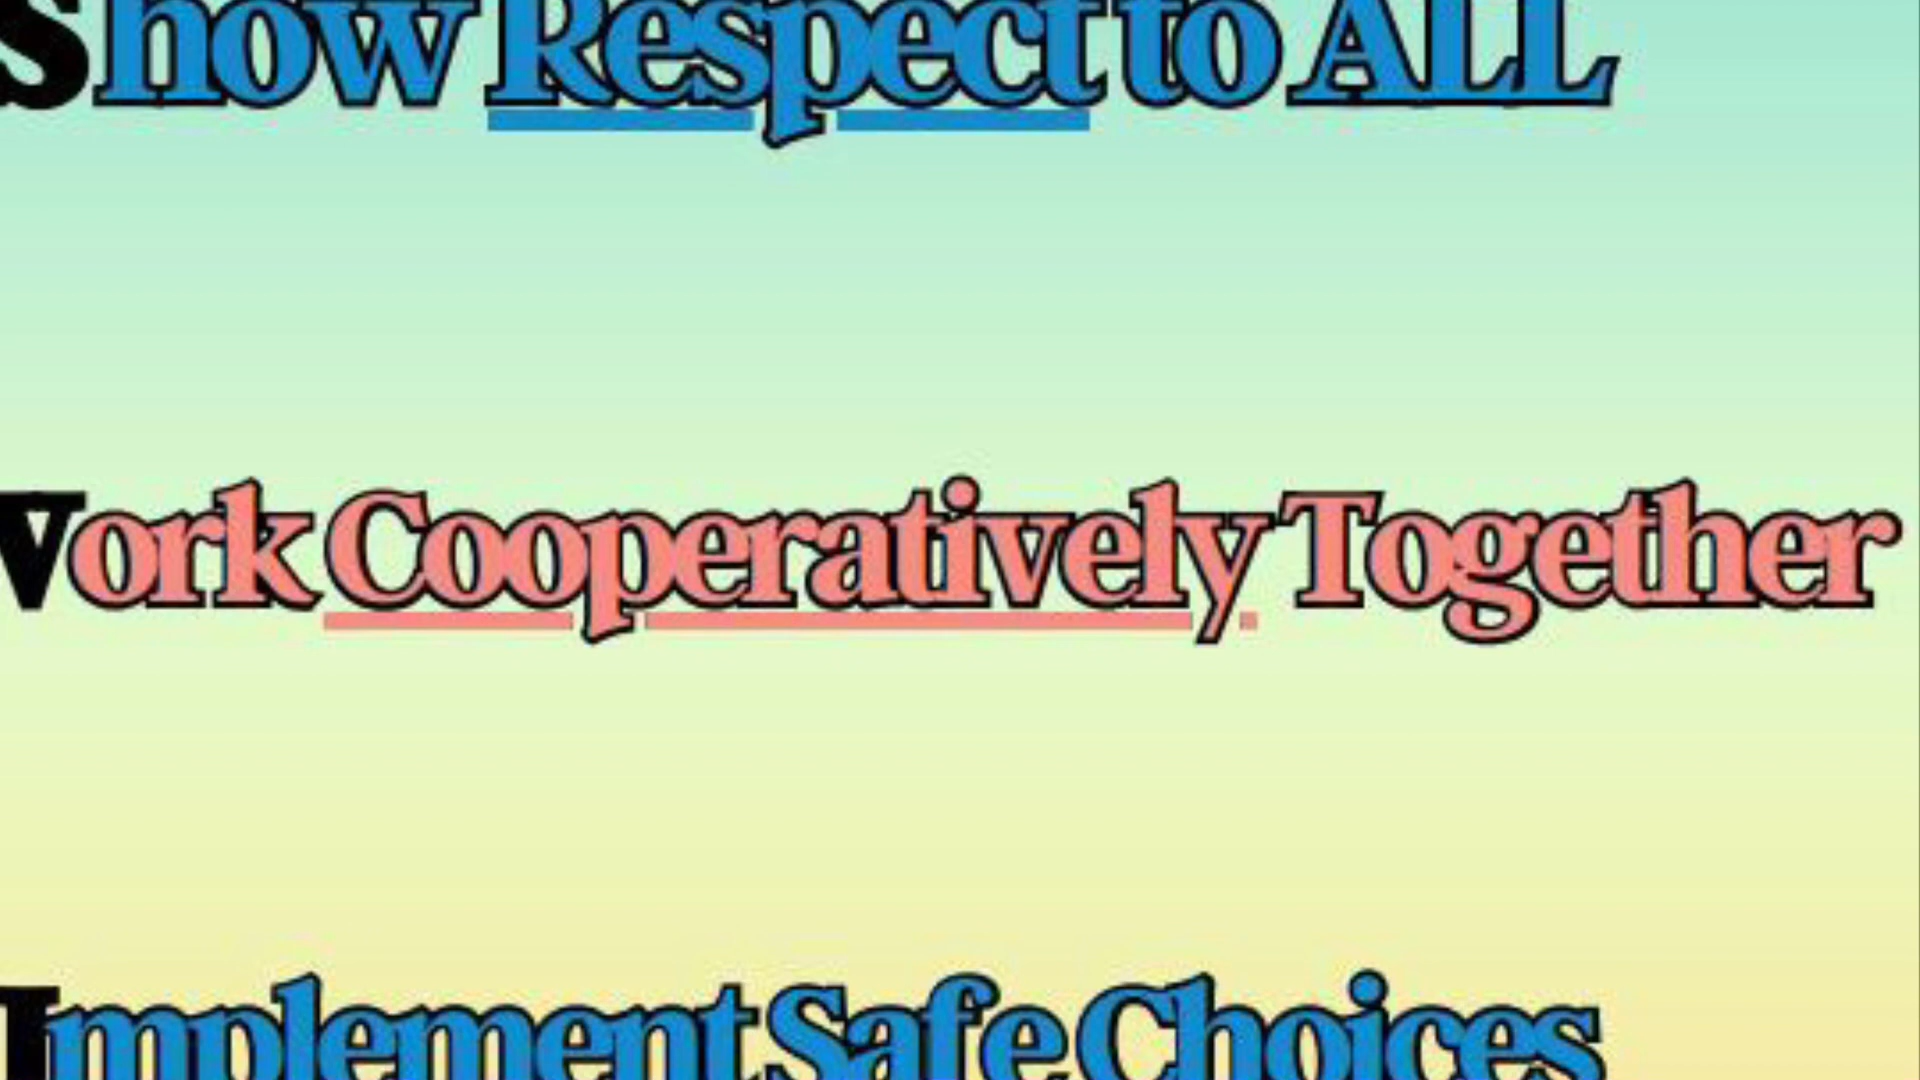 Show Respect to ALL
Work Cooperatively Together
Implement Safe Choices